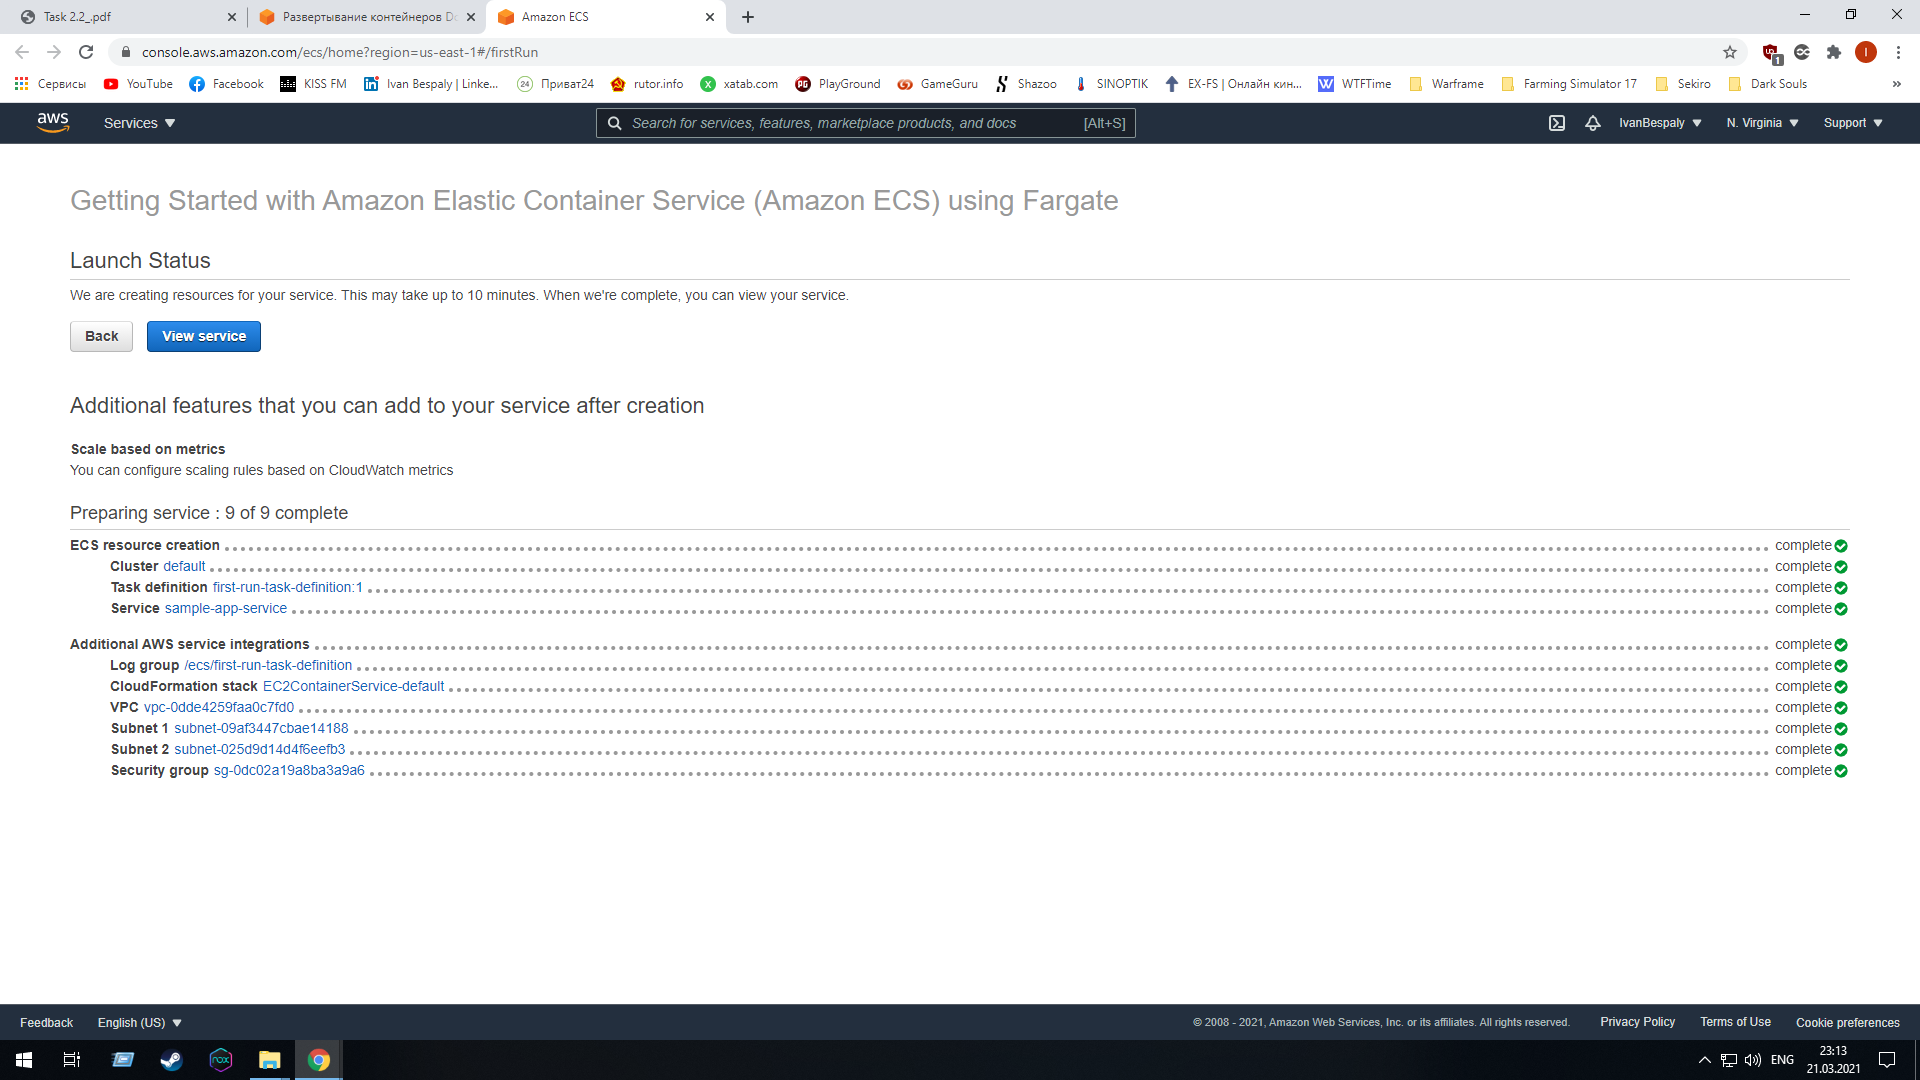 Task 2.2_.pdf
Развертывание контейнеров Do
Amazon ECS
console.aws.amazon.com/ecs/home?region=us-east-1#/firstRun
1
I
Сервисы
YouTube
Facebook
KISS FM
Ivan Bespaly | Linke...
24
Приват24
rutor.info
xatab.com
PG
PlayGround
GameGuru
Shazoo
SINOPTIK
EX-FS | Онлайн кин...
WTFTime
Warframe
Farming Simulator 17
Sekiro
Dark Souls
»
aws
Services
Search for services, features, marketplace products, and docs
[Alt+S]
IvanBespaly
N. Virginia
Support
Getting Started with Amazon Elastic Container Service (Amazon ECS) using Fargate
Launch Status
We are creating resources for your service. This may take up to 10 minutes. When we're complete, you can view your service.
Back
View service
Additional features that you can add to your service after creation
Scale based on metrics
You can configure scaling rules based on CloudWatch metrics
Preparing service : 9 of 9 complete
ECS resource creation complete
Cluster default complete
Task definition first-run-task-definition:1 complete
Service sample-app-service complete
Additional AWS service integrations complete
Log group /ecs/first-run-task-definition complete
CloudFormation stack EC2ContainerService-default complete
VPC vpc-0dde4259faa0c7fd0 complete
Subnet 1 subnet-09af3447cbae14188 complete
Subnet 2 subnet-025d9d14d4f6eefb3 complete
Security group sg-0dc02a19a8ba3a9a6 complete
Feedback
English (US)
© 2008 - 2021, Amazon Web Services, Inc. or its affiliates. All rights reserved.
Privacy Policy
Terms of Use
Cookie preferences
nox
ENG
23:13
21.03.2021